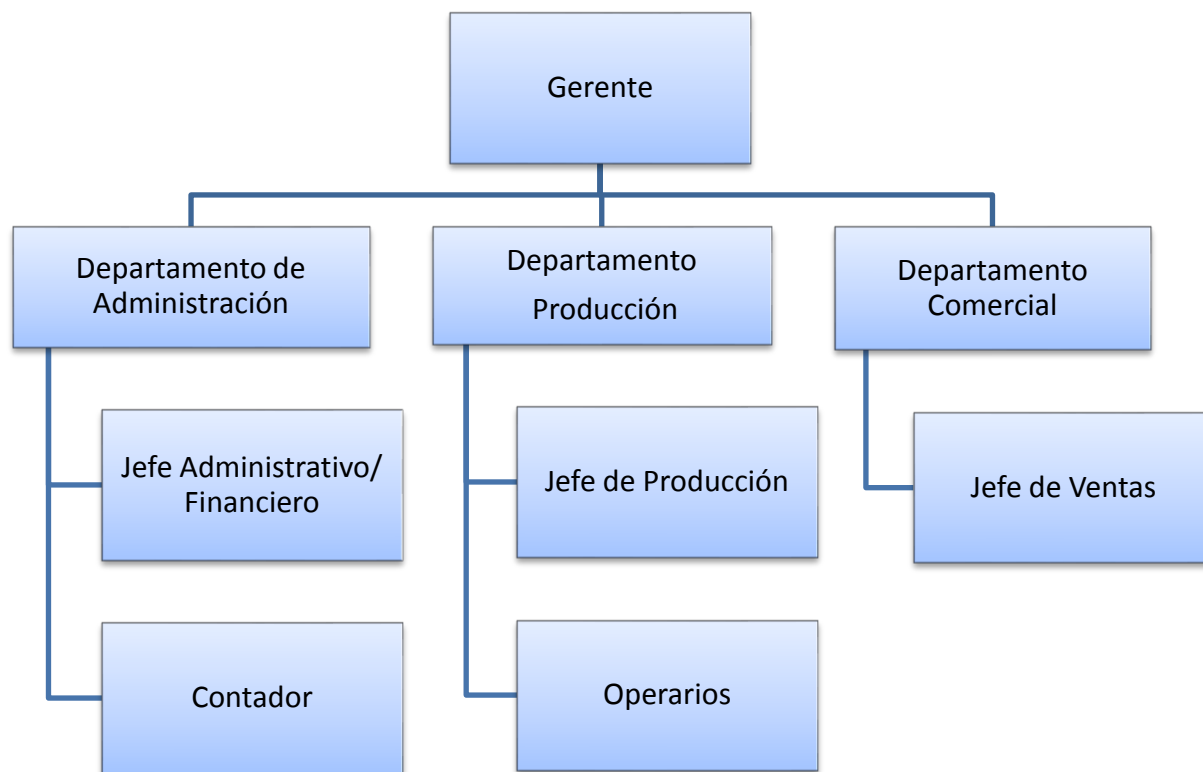 Gerente
Departamento de
Administración
Departamento
Producción
Departamento
Comercial
Jefe Administrativo/
Financiero
Jefe de Producción
Jefe de Ventas
Contador
Operarios